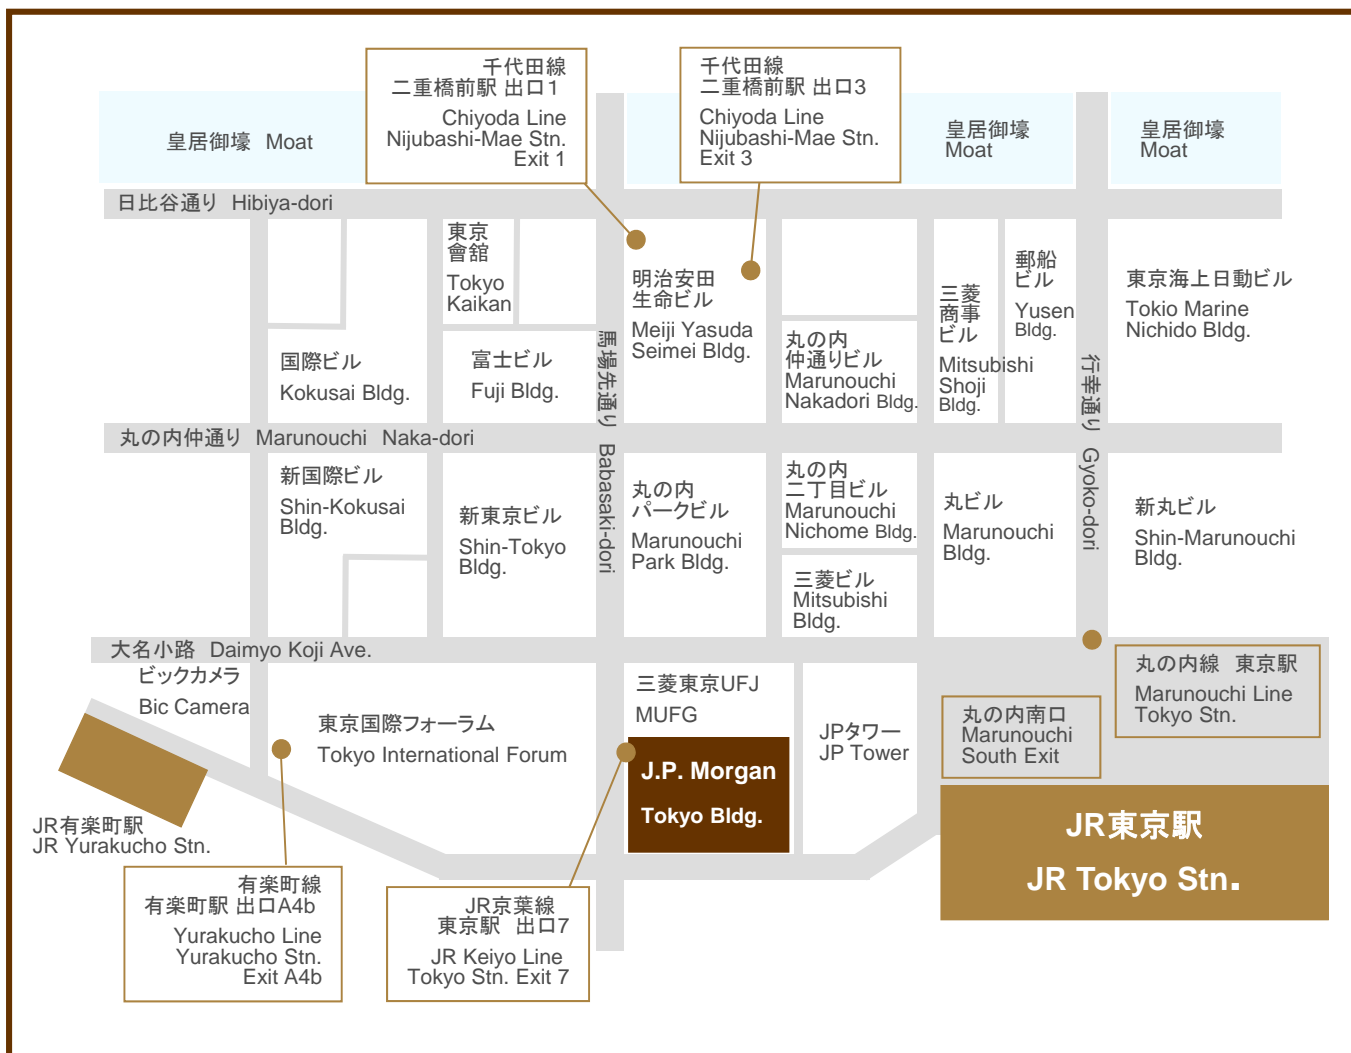 千代田線
二重橋前駅 出口1
Chiyoda Line
Nijubashi-Mae Stn.
Exit 1
千代田線
二重橋前駅 出口3
Chiyoda Line
Nijubashi-Mae Stn.
Exit 3
皇居御壕 Moat
皇居御壕
Moat
皇居御壕
Moat
日比谷通り Hibiya-dori
東京
會舘
Tokyo
Kaikan
明治安田
生命ビル
Meiji Yasuda
Seimei Bldg.
三菱
商事
ビル
Mitsubishi
Shoji
Bldg.
郵船
ビル
Yusen
Bldg.
東京海上日動ビル
Tokio Marine
Nichido Bldg.
国際ビル
Kokusai Bldg.
富士ビル
Fuji Bldg.
馬場先通り Babasaki-dori
丸の内
仲通りビル
Marunouchi
Nakadori Bldg.
行幸通り Gyoko-dori
丸の内仲通り Marunouchi Naka-dori
新国際ビル
Shin-Kokusai
Bldg.
新東京ビル
Shin-Tokyo
Bldg.
丸の内
パークビル
Marunouchi
Park Bldg.
丸の内
二丁目ビル
Marunouchi
Nichome Bldg.
丸ビル
Marunouchi
Bldg.
新丸ビル
Shin-Marunouchi
Bldg.
三菱ビル
Mitsubishi
Bldg.
大名小路 Daimyo Koji Ave.
ビックカメラ
Bic Camera
東京国際フォーラム
Tokyo International Forum
三菱東京UFJ
MUFG
J.P. Morgan
Tokyo Bldg.
JPタワー
JP Tower
丸の内南口
Marunouchi
South Exit
丸の内線 東京駅
Marunouchi Line
Tokyo Stn.
JR有楽町駅
JR Yurakucho Stn.
JR東京駅
JR Tokyo Stn.
有楽町線
有楽町駅 出口A4b
Yurakucho Line
Yurakucho Stn.
Exit A4b
JR京葉線
東京駅 出口7
JR Keiyo Line
Tokyo Stn. Exit 7